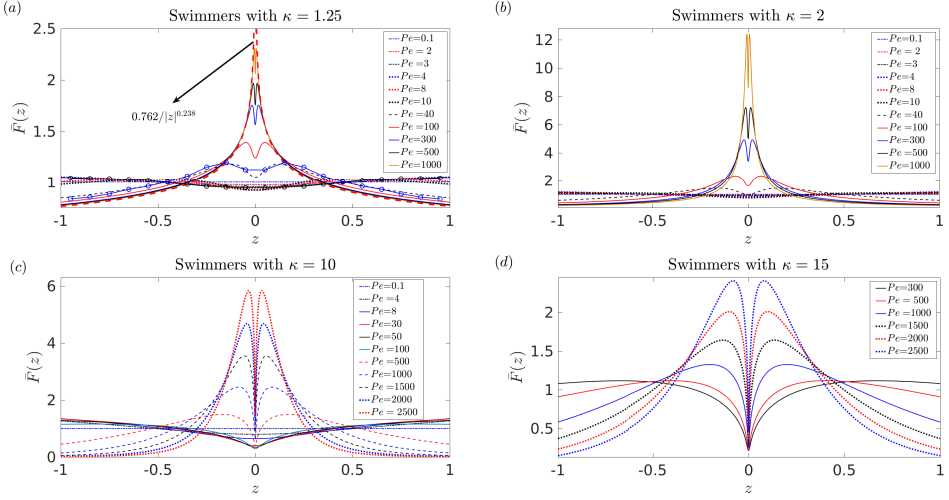 (a)
Swimmers with κ = 1.25
2.5
2
1.5
1
F̄(z)
-1
-0.5
0
0.5
1
z
0.762/|z|^0.238
Pe=0.1
Pe = 2
Pe =3
Pe=4
Pe=8
Pe=10
Pe=40
Pe=100
Pe=300
Pe=500
Pe=1000
(b)
Swimmers with κ = 2
12
10
8
6
4
2
F̄(z)
-1
-0.5
0
0.5
1
z
Pe=0.1
Pe = 2
Pe=3
Pe=4
Pe=8
Pe=10
Pe=40
Pe=100
Pe=300
Pe=500
Pe=1000
(c)
Swimmers with κ = 10
6
4
2
0
F̄(z)
-1
-0.5
0
0.5
1
z
Pe=0.1
Pe =4
Pe=8
Pe=30
Pe=50
Pe=100
Pe=500
Pe=1000
Pe=1500
Pe=2000
Pe= 2500
(d)
Swimmers with κ = 15
2
1.5
1
0.5
F̄(z)
-1
-0.5
0
0.5
1
z
Pe=300
Pe = 500
Pe=1000
Pe=1500
Pe=2000
Pe=2500